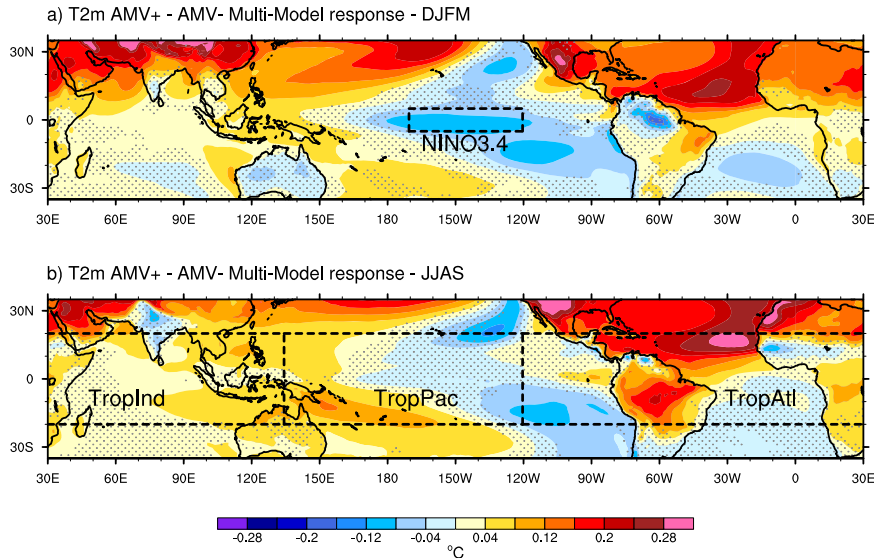 a) T2m AMV+ - AMV- Multi-Model response - DJFM
30N
0
30S
NINO3.4
30E 60E 90E 120E 150E 180 150W 120W 90W 60W 30W 0 30E
b) T2m AMV+ - AMV- Multi-Model response - JJAS
30N
0
30S
TropInd TropPac TropAtl
30E 60E 90E 120E 150E 180 150W 120W 90W 60W 30W 0 30E
-0.28 -0.2 -0.12 -0.04 0.04 0.12 0.2 0.28
°C